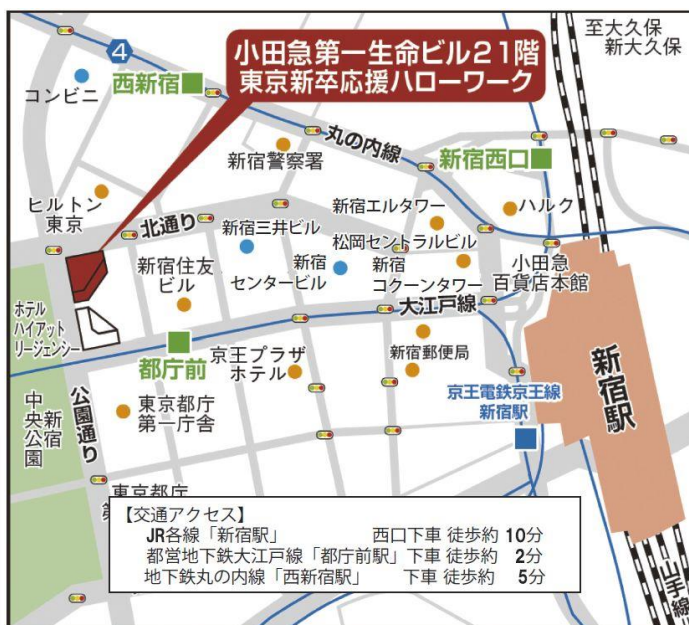 至大久保
新大久保
4
小田急第一生命ビル21階
東京新卒応援ハローワーク
コンビニ
西新宿
丸の内線
新宿警察署
新宿西口
ヒルトン
東京
北通り
新宿三井ビル
新宿エルタワー
ハルク
松岡セントラルビル
新宿住友
ビル
新宿
センタービル
新宿
コクーンタワー
小田急
百貨店本館
ホテル
ハイアット
リージェンシー
大江戸線
都庁前
京王プラザ
ホテル
新宿郵便局
新宿駅
京王電鉄京王線
新宿駅
新宿
中央公園
公園通り
東京都庁
第一庁舎
東京都庁
【交通アクセス】
JR各線「新宿駅」 西口下車 徒歩約 10分
都営地下鉄大江戸線「都庁前駅」下車 徒歩約 2分
地下鉄丸の内線「西新宿駅」 下車 徒歩約 5分
山手線